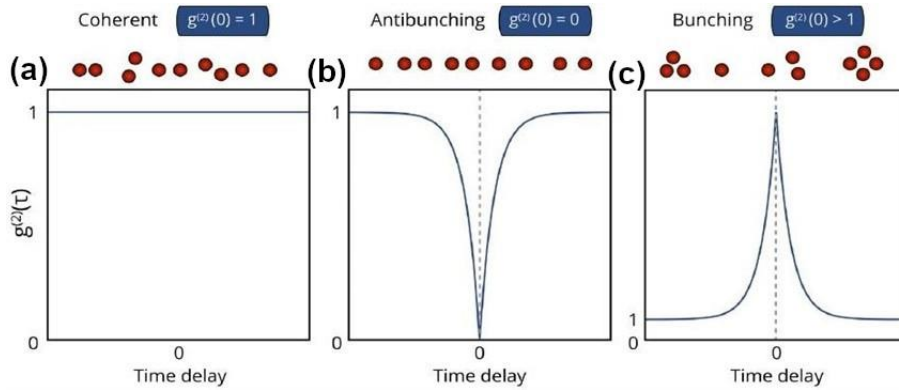 Coherent g⁽²⁾(0) = 1
Antibunching g⁽²⁾(0) = 0
Bunching g⁽²⁾(0) > 1
(a)
(b)
(c)
g⁽²⁾(τ)
1
0
0
Time delay
1
0
0
Time delay
1
0
0
Time delay